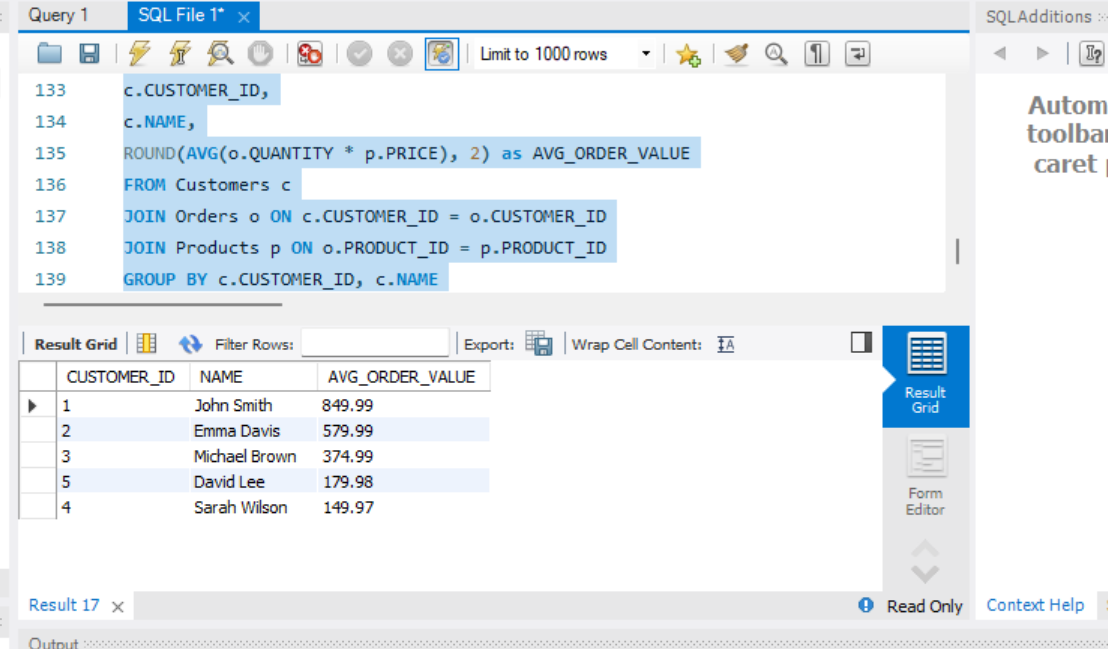 Query 1
SQL File 1*
SQLAdditions
Limit to 1000 rows
133 c.CUSTOMER_ID,
134 c.NAME,
135 ROUND(AVG(o.QUANTITY * p.PRICE), 2) as AVG_ORDER_VALUE
136 FROM Customers c
137 JOIN Orders o ON c.CUSTOMER_ID = o.CUSTOMER_ID
138 JOIN Products p ON o.PRODUCT_ID = p.PRODUCT_ID
139 GROUP BY c.CUSTOMER_ID, c.NAME
Autom
toolbar
caret
Result Grid Filter Rows: Export: Wrap Cell Content:
CUSTOMER_ID NAME AVG_ORDER_VALUE
1 John Smith 849.99
2 Emma Davis 579.99
3 Michael Brown 374.99
5 David Lee 179.98
4 Sarah Wilson 149.97
Result
Grid
Form
Editor
Result 17
Read Only
Context Help
Output